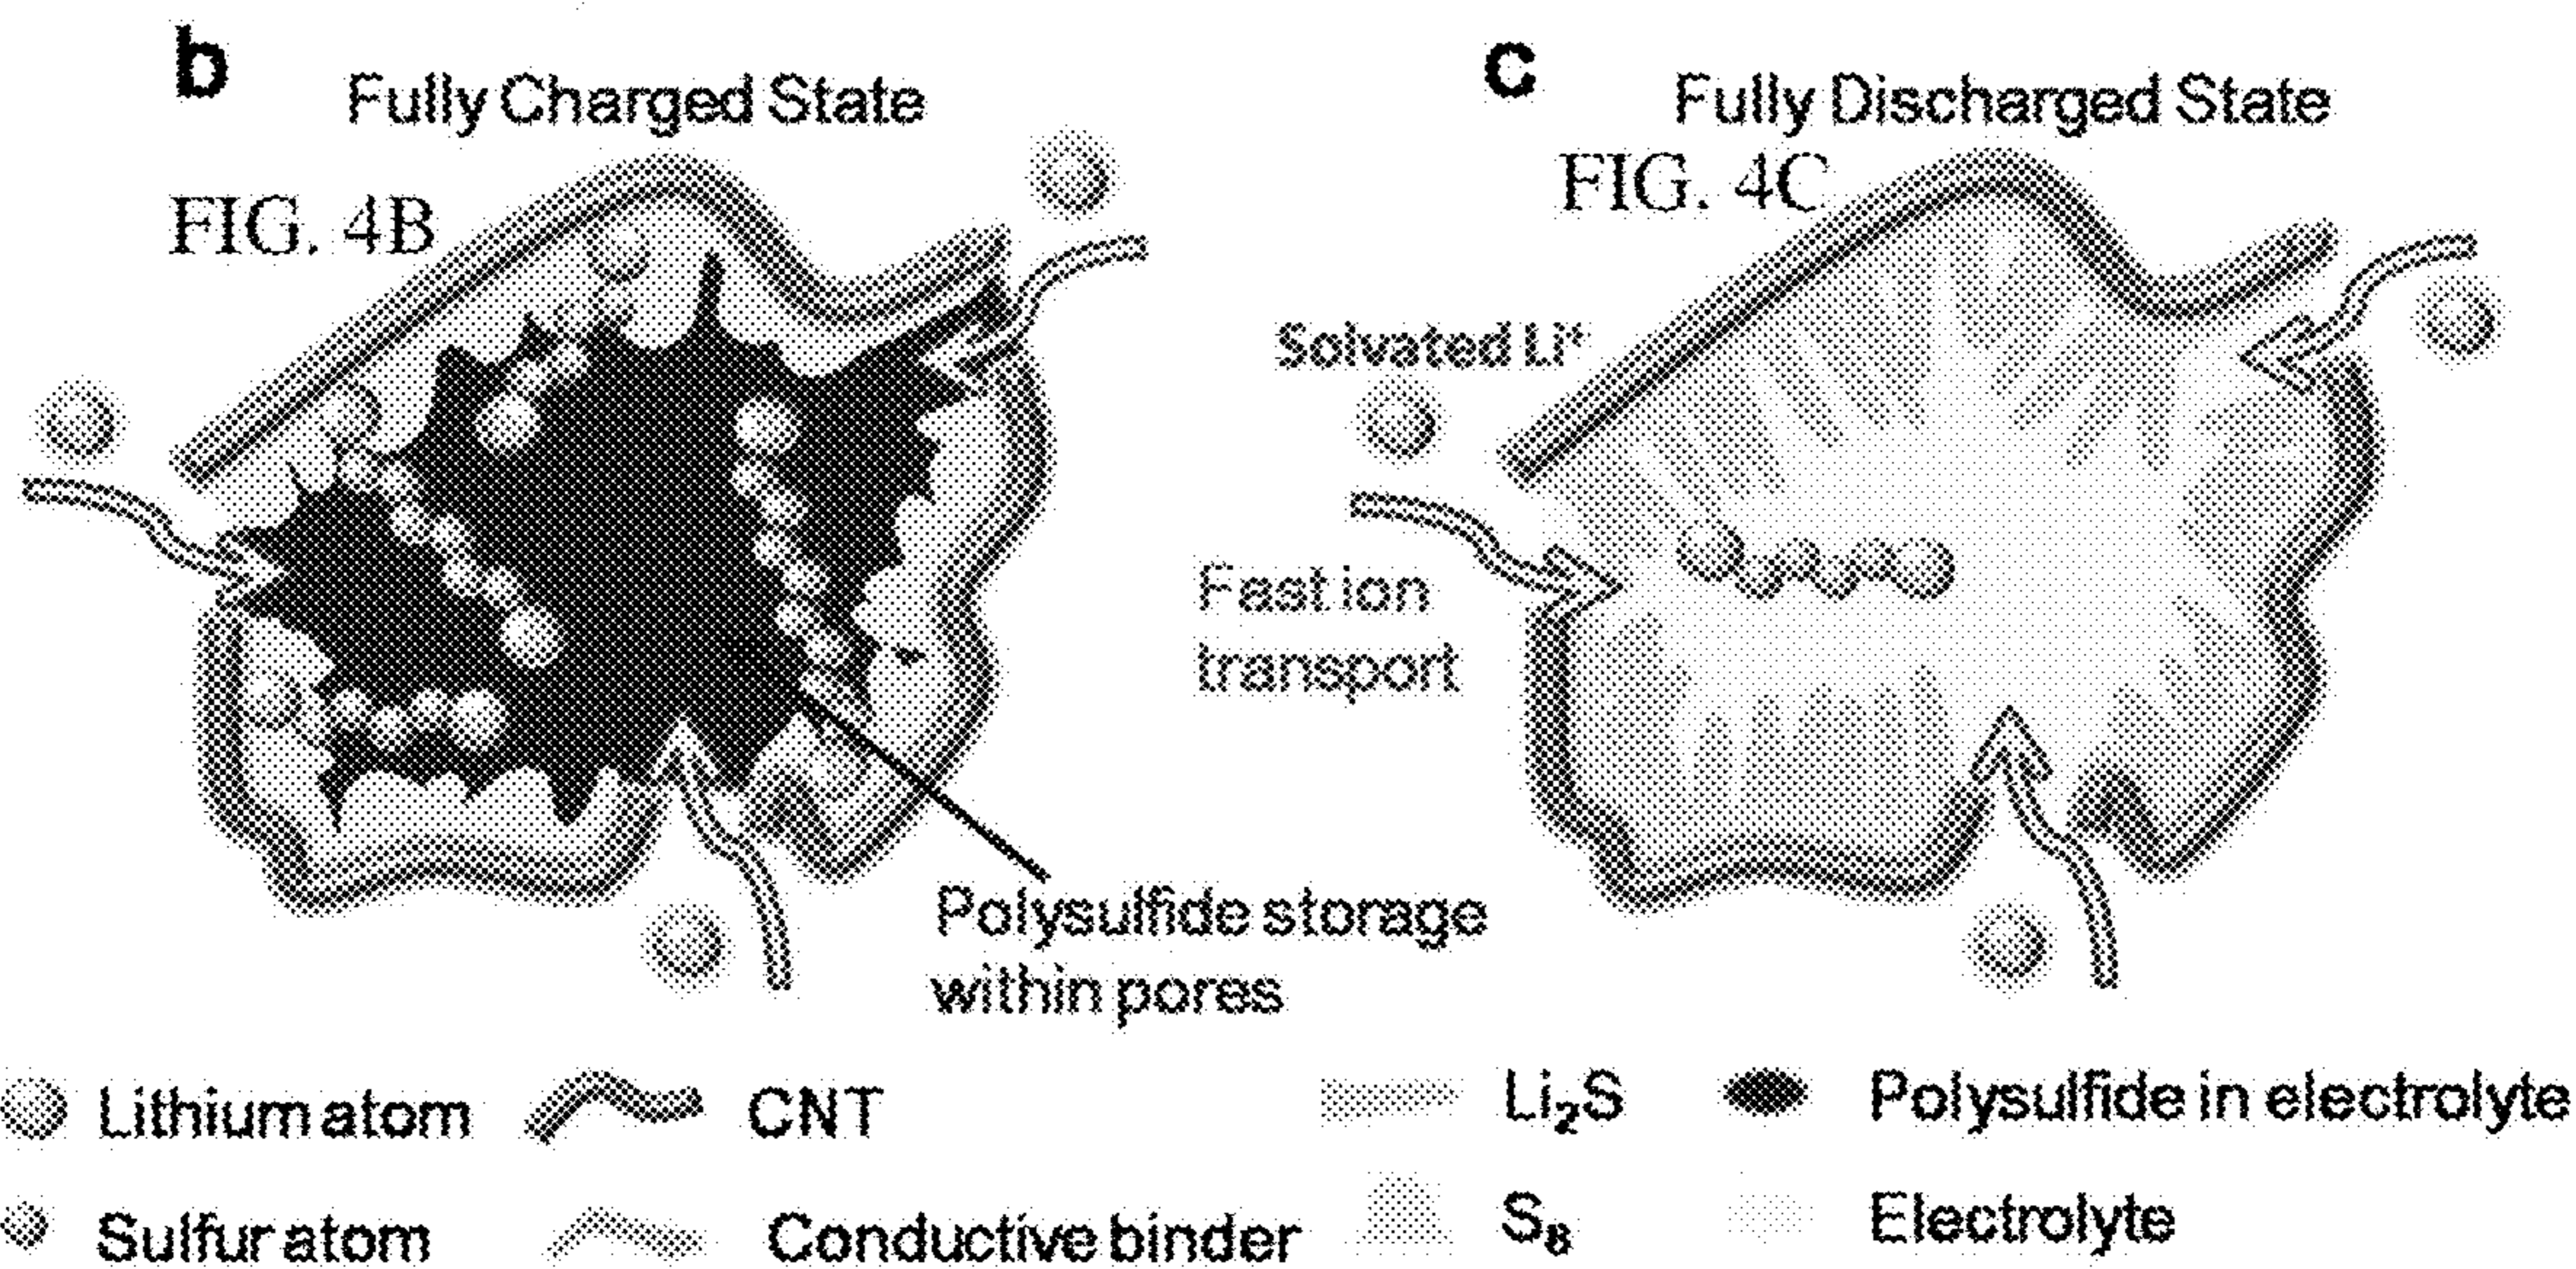 b
Fully Charged State
FIG. 4B
c
Fully Discharged State
FIG. 4C
Solvated Li⁺
Fast ion
transport
Polysulfide storage
within pores
Lithium atom
CNT
Li₂S
Polysulfide in electrolyte
Sulfur atom
Conductive binder
S₈
Electrolyte